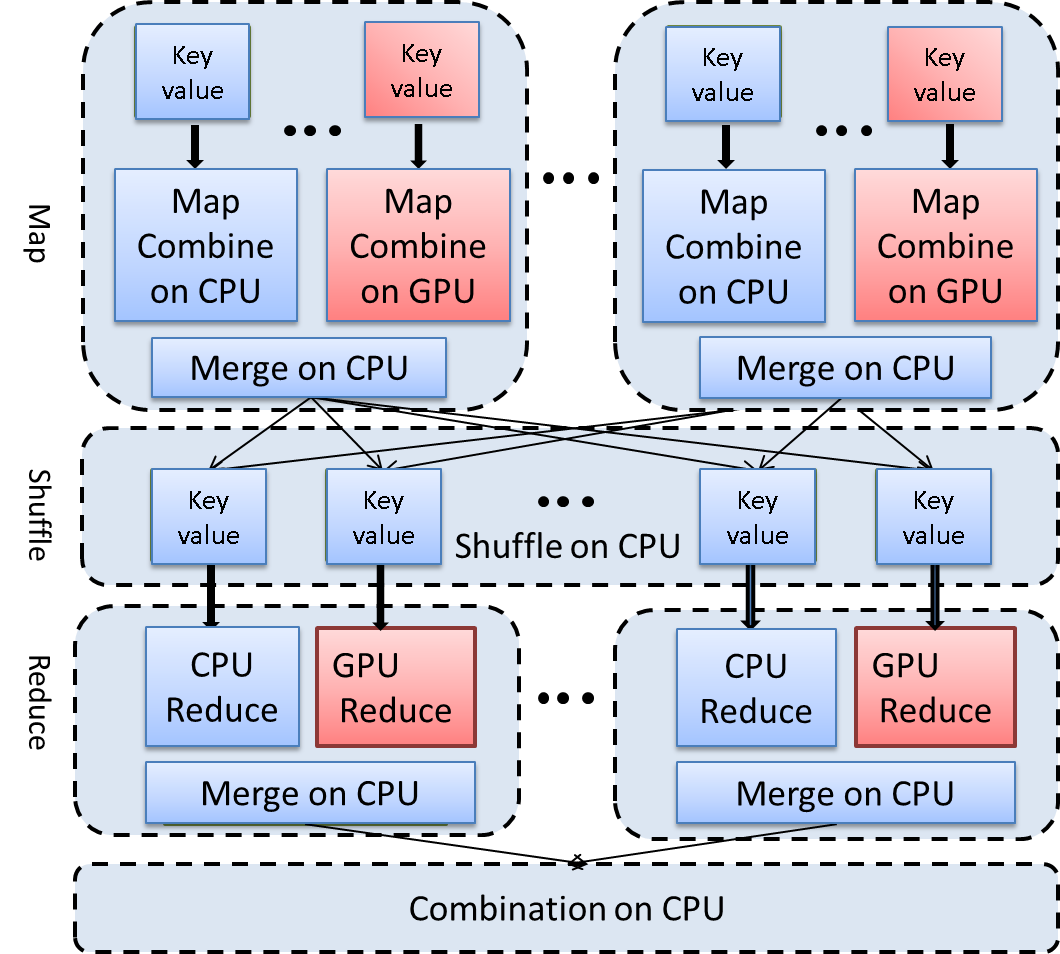 Key
value
Key
value
Key
value
Key
value
Map
Map
Combine
on CPU
Map
Combine
on GPU
Map
Combine
on CPU
Map
Combine
on GPU
Merge on CPU
Merge on CPU
Shuffle
Key
value
Key
value
Key
value
Key
value
Shuffle on CPU
Reduce
CPU
Reduce
GPU
Reduce
CPU
Reduce
GPU
Reduce
Merge on CPU
Merge on CPU
Combination on CPU